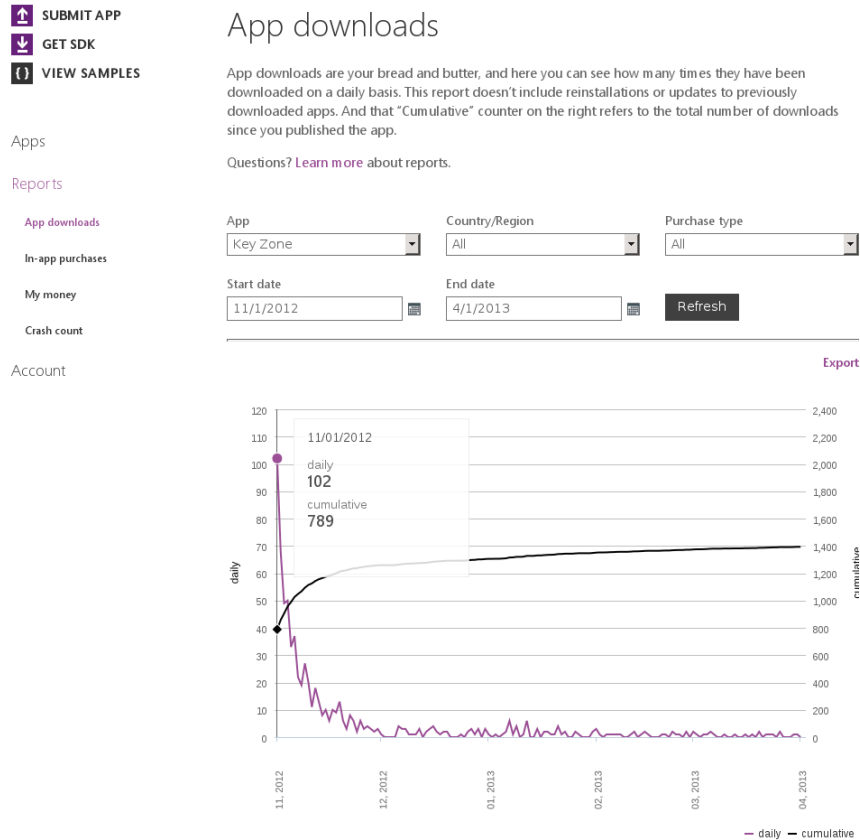 SUBMIT APP
GET SDK
VIEW SAMPLES
Apps
Reports
App downloads
In-app purchases
My money
Crash count
Account
App downloads
App downloads are your bread and butter, and here you can see how many times they have been
downloaded on a daily basis. This report doesn't include reinstallations or updates to previously
downloaded apps. And that “Cumulative” counter on the right refers to the total number of downloads
since you published the app.
Questions? Learn more about reports.
App
Country/Region
Purchase type
Key Zone
All
All
Start date
End date
11/1/2012
4/1/2013
Refresh
Export
120
110
100
90
80
70
60
50
40
30
20
10
0
daily
11/01/2012
daily
102
cumulative
789
2,400
2,200
2,000
1,800
1,600
1,400
1,200
1,000
800
600
400
200
0
cumulative
11, 2012
12, 2012
01, 2013
02, 2013
03, 2013
04, 2013
daily
cumulative